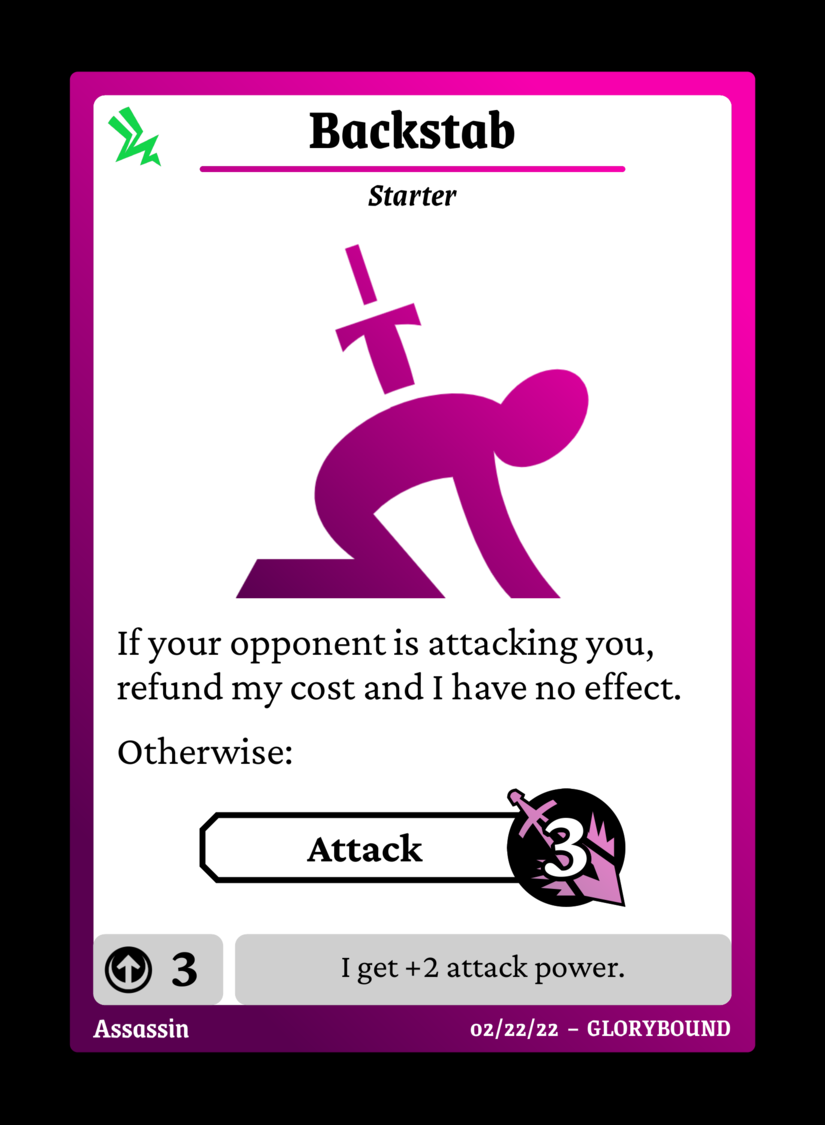 Backstab
Starter
If your opponent is attacking you,
refund my cost and I have no effect.
Otherwise:
Attack 3
3 I get +2 attack power.
Assassin 02/22/22 – GLORYBOUND